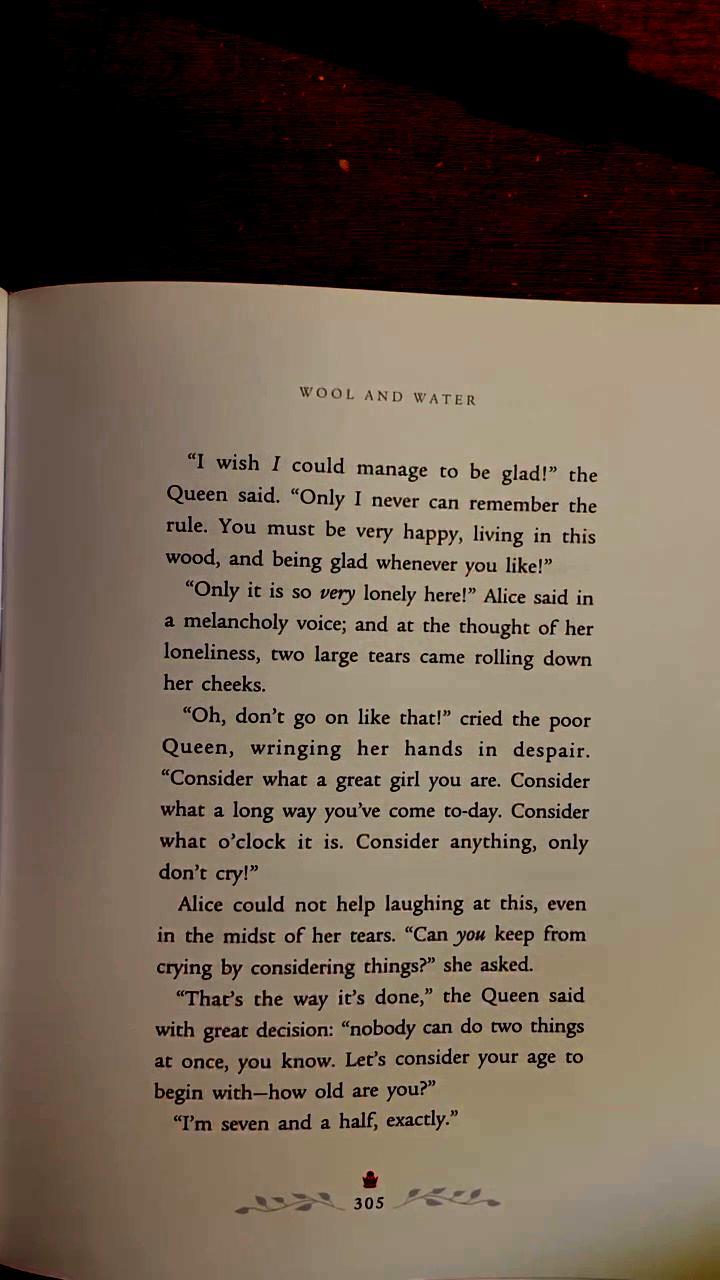 WOOL AND WATER
“I wish I could manage to be glad!” the
Queen said. “Only I never can remember the
rule. You must be very happy, living in this
wood, and being glad whenever you like!”
“Only it is so very lonely here!” Alice said in
a melancholy voice; and at the thought of her
loneliness, two large tears came rolling down
her cheeks.
“Oh, don’t go on like that!” cried the poor
Queen, wringing her hands in despair.
“Consider what a great girl you are. Consider
what a long way you’ve come to-day. Consider
what o’clock it is. Consider anything, only
don’t cry!”
Alice could not help laughing at this, even
in the midst of her tears. “Can you keep from
crying by considering things?” she asked.
“That’s the way it’s done,” the Queen said
with great decision: “nobody can do two things
at once, you know. Let’s consider your age to
begin with—how old are you?”
“I’m seven and a half, exactly.”
305